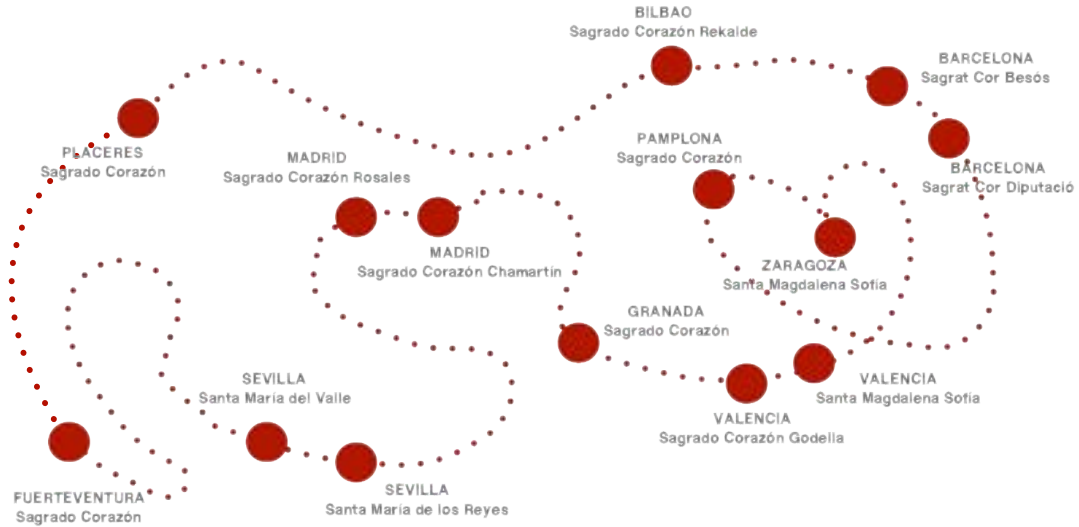 BILBAO
Sagrado Corazón Rekalde
BARCELONA
Sagrat Cor Besòs
PLACERES
Sagrado Corazón
MADRID
Sagrado Corazón Rosales
PAMPLONA
Sagrado Corazón
BARCELONA
Sagrat Cor Diputació
MADRID
Sagrado Corazón Chamartín
ZARAGOZA
Santa Magdalena Sofía
GRANADA
Sagrado Corazón
SEVILLA
Santa María del Valle
VALENCIA
Santa Magdalena Sofía
VALENCIA
Sagrado Corazón Godella
FUERTEVENTURA
Sagrado Corazón
SEVILLA
Santa María de los Reyes